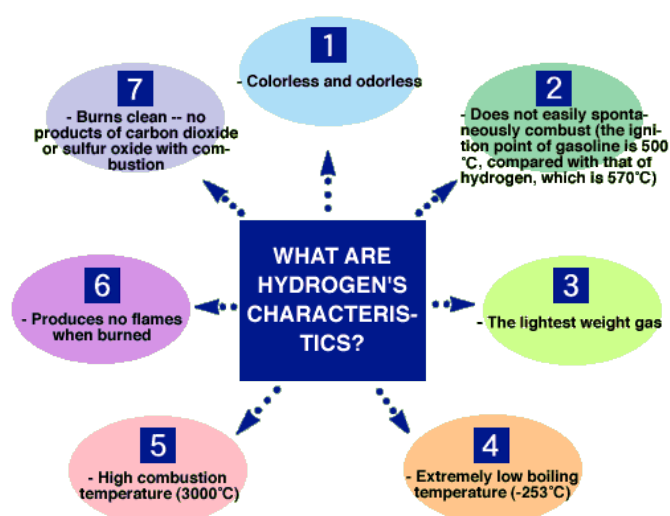 1
- Colorless and odorless
2
- Does not easily sponta-
neously combust (the igni-
tion point of gasoline is 500
°C, compared with that of
hydrogen, which is 570°C)
3
- The lightest weight gas
4
- Extremely low boiling
temperature (-253°C)
5
- High combustion
temperature (3000°C)
6
- Produces no flames
when burned
7
- Burns clean -- no
products of carbon dioxide
or sulfur oxide with com-
bustion
WHAT ARE
HYDROGEN'S
CHARACTERIS-
TICS?